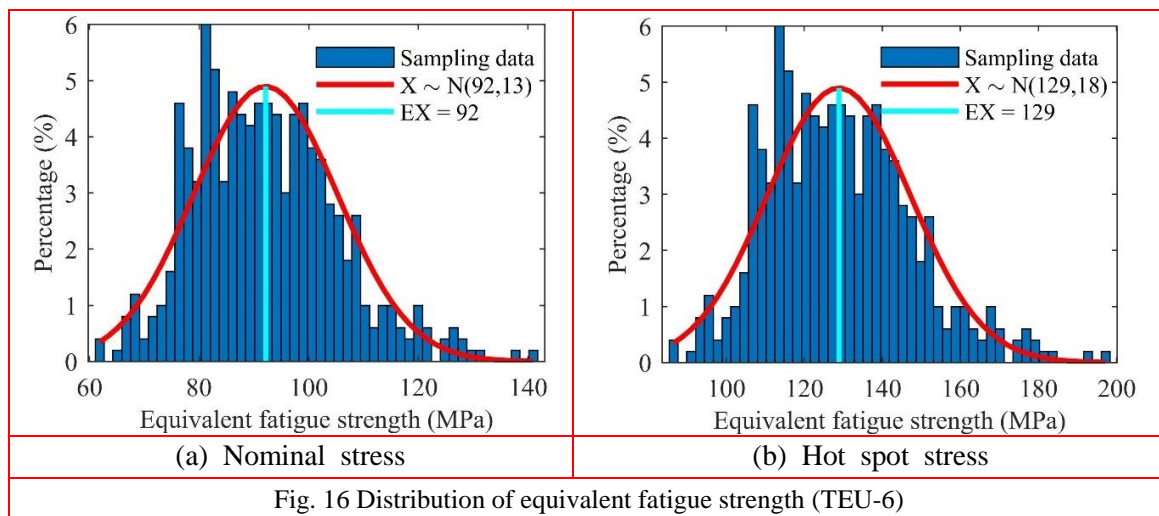 6
5
4
3
2
1
0
Percentage (%)
Sampling data
X ~ N(92,13)
EX = 92
60 80 100 120 140
Equivalent fatigue strength (MPa)
(a) Nominal stress
6
5
4
3
2
1
0
Percentage (%)
Sampling data
X ~ N(129,18)
EX = 129
100 120 140 160 180 200
Equivalent fatigue strength (MPa)
(b) Hot spot stress
Fig. 16 Distribution of equivalent fatigue strength (TEU-6)